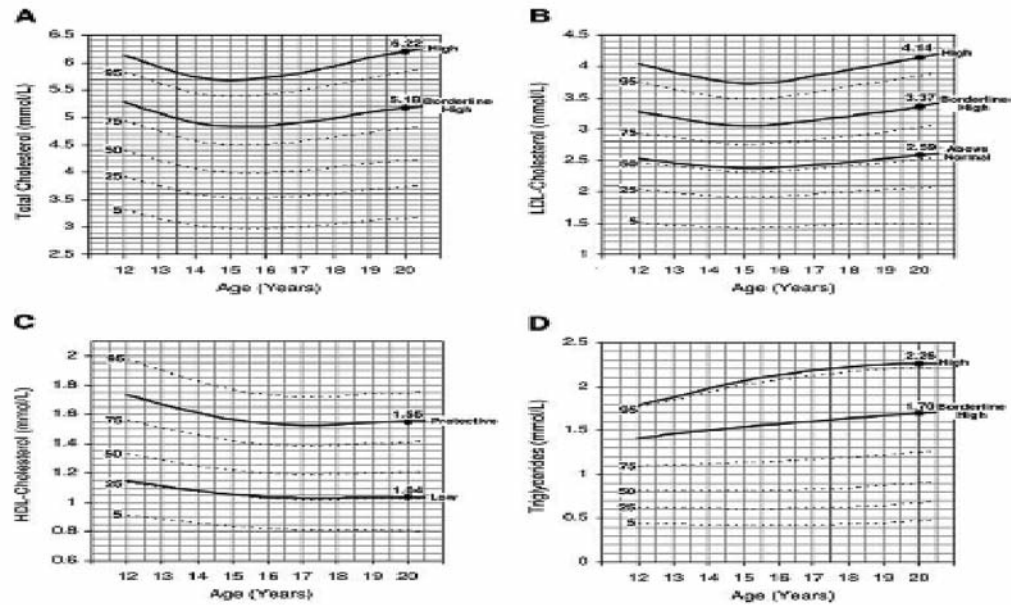 A
Total Cholesterol (mmol/L)
6.5
6
5.5
5
4.5
4
3.5
3
2.5
95
75
50
25
5
6.22
High
5.18
Borderline
High
12 13 14 15 16 17 18 19 20
Age (Years)
B
LDL-Cholesterol (mmol/L)
4.5
4
3.5
3
2.5
2
1.5
1
95
75
50
25
5
4.14
High
3.37
Borderline-
High
2.59
Above
Normal
12 13 14 15 16 17 18 19 20
Age (Years)
C
HDL-Cholesterol (mmol/L)
2
1.8
1.6
1.4
1.2
1
0.8
0.6
95
75
50
25
5
1.55
Protective
1.04
Low
12 13 14 15 16 17 18 19 20
Age (Years)
D
Triglycerides (mmol/L)
2.5
2
1.5
1
0.5
0
95
75
50
25
5
High
1.70
Borderline
High
12 13 14 15 16 17 18 19 20
Age (Years)